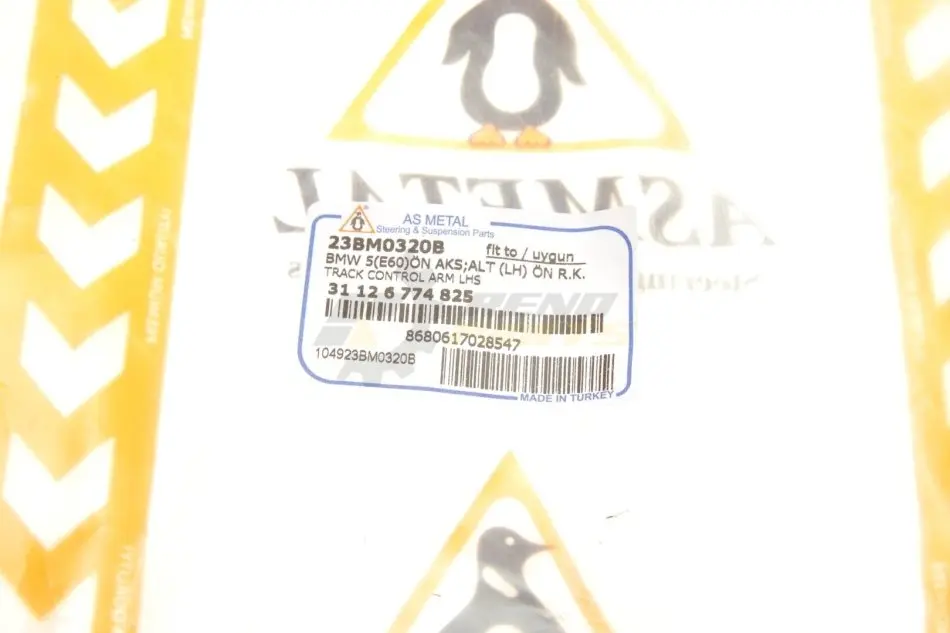 ASMETAL
AS METAL
Steering & Suspension Parts
23BM0320B fit to / uygun
BMW 5(E60)ÖN AKS;ALT (LH) ÖN R.K.
TRACK CONTROL ARM LHS
31 12 6 774 825
8680617028547
104923BM0320B
MADE IN TURKEY